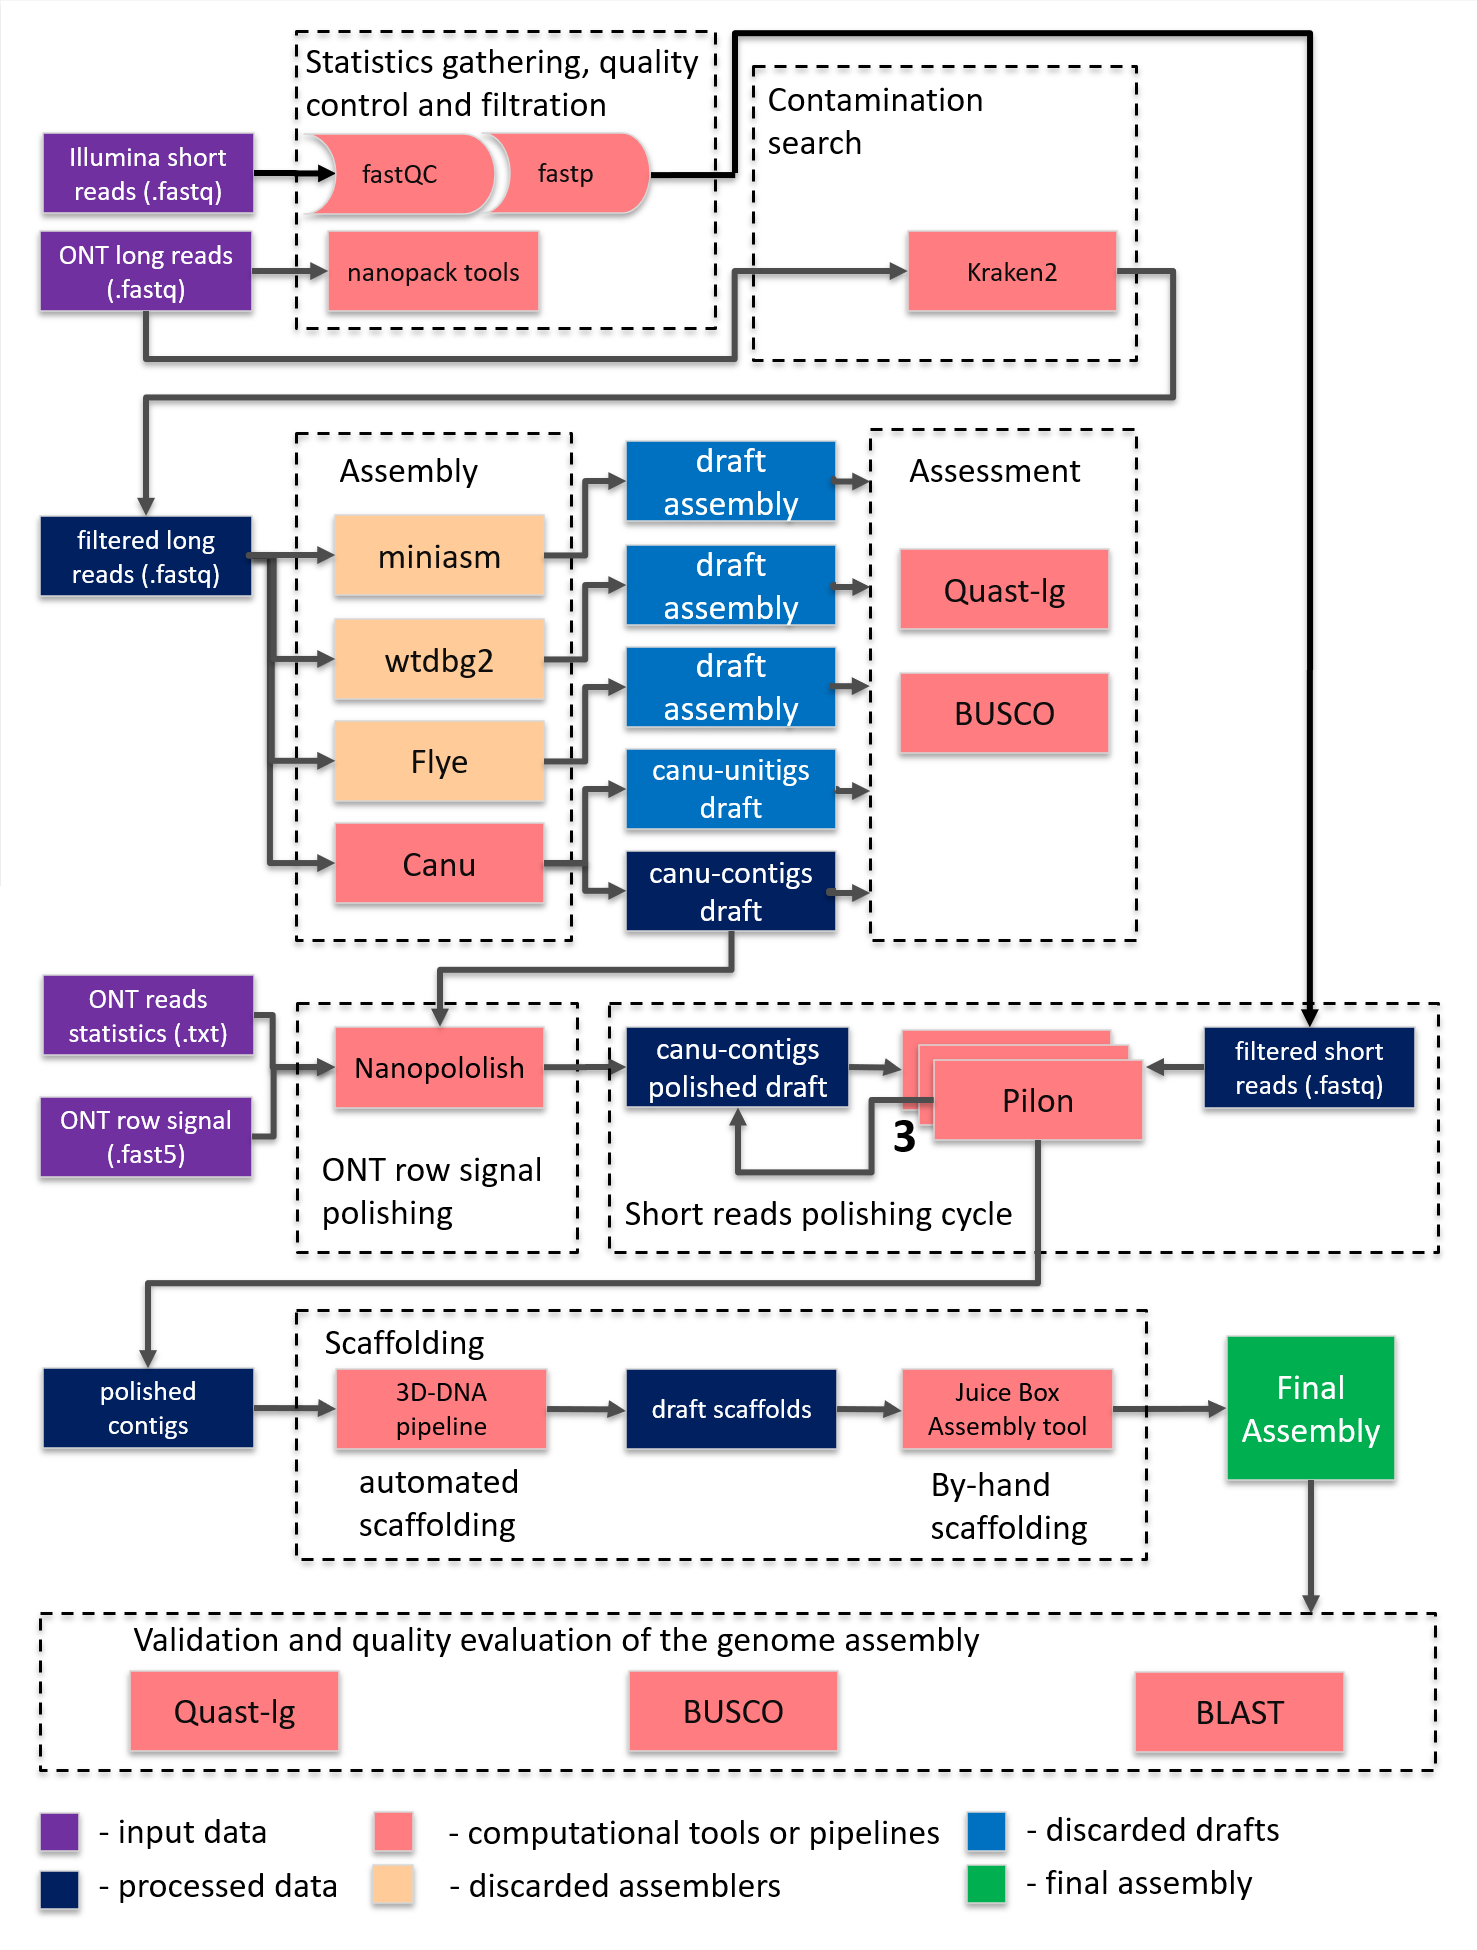 Statistics gathering, quality
control and filtration
Contamination
search
Illumina short
reads (.fastq)
fastQC
fastp
ONT long reads
(.fastq)
nanopack tools
Kraken2
Assembly
draft
assembly
Assessment
filtered long
reads (.fastq)
miniasm
draft
assembly
Quast-lg
wtdbg2
draft
assembly
BUSCO
Flye
canu-unitigs
draft
Canu
canu-contigs
draft
ONT reads
statistics (.txt)
Nanopololish
canu-contigs
polished draft
Pilon
3
filtered short
reads (.fastq)
ONT row signal
(.fast5)
ONT row signal
polishing
Short reads polishing cycle
Scaffolding
polished
contigs
3D-DNA
pipeline
draft scaffolds
Juice Box
Assembly tool
Final
Assembly
automated
scaffolding
By-hand
scaffolding
Validation and quality evaluation of the genome assembly
Quast-lg
BUSCO
BLAST
- input data
- computational tools or pipelines
- discarded drafts
- processed data
- discarded assemblers
- final assembly